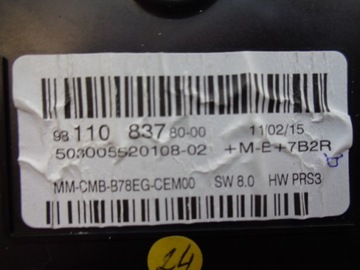 98 110 837 80-00 11/02/15
503005520108-02 +M-E+7B2R
MM-CMB-B78EG-CEM00 SW 8.0 HW PRS3
24